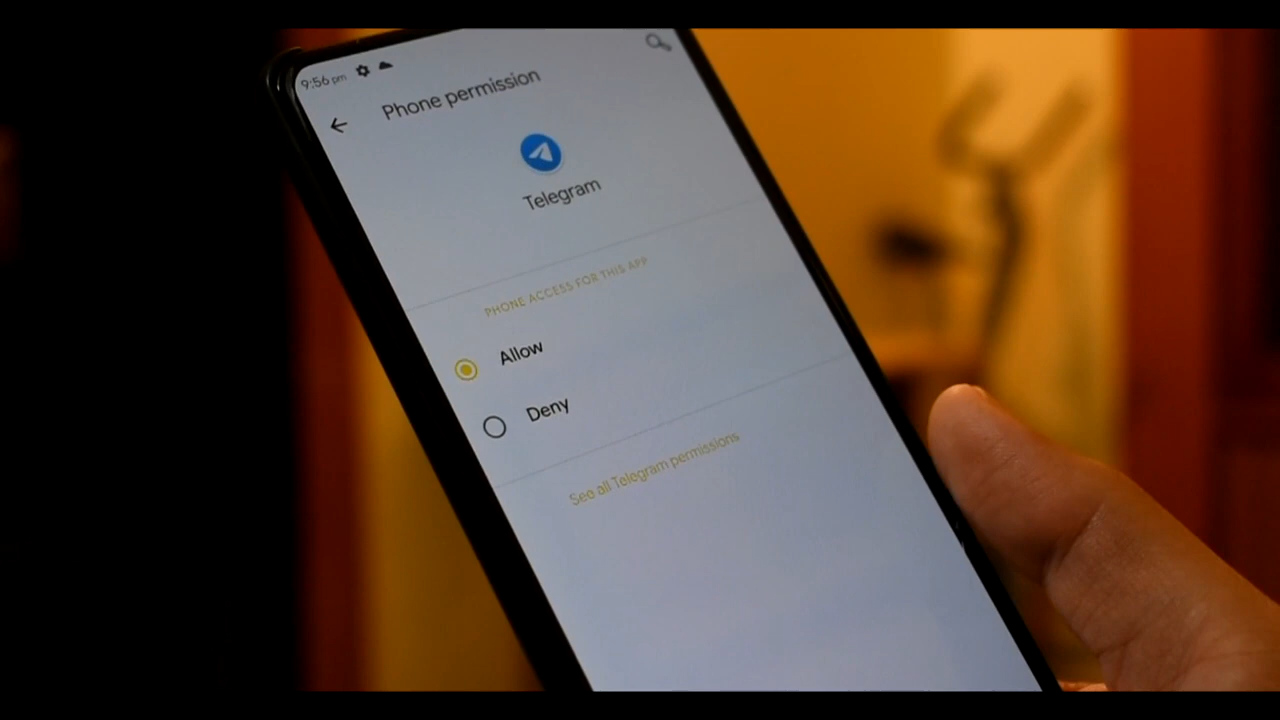 9:56 pm
Phone permission
Telegram
PHONE ACCESS FOR THIS APP
Allow
Deny
See all Telegram permissions